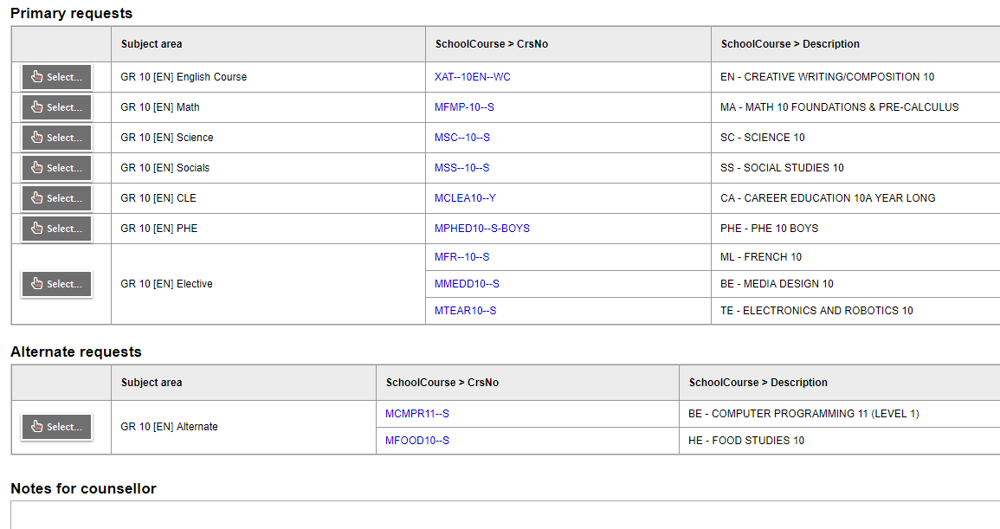 Primary requests
Subject area SchoolCourse > CrsNo SchoolCourse > Description
Select... GR 10 [EN] English Course XAT--10EN--WC EN - CREATIVE WRITING/COMPOSITION 10
Select... GR 10 [EN] Math MFMP-10--S MA - MATH 10 FOUNDATIONS & PRE-CALCULUS
Select... GR 10 [EN] Science MSC--10--S SC - SCIENCE 10
Select... GR 10 [EN] Socials MSS--10--S SS - SOCIAL STUDIES 10
Select... GR 10 [EN] CLE MCLEA10--Y CA - CAREER EDUCATION 10A YEAR LONG
Select... GR 10 [EN] PHE MPHED10--S-BOYS PHE - PHE 10 BOYS
MFR--10--S ML - FRENCH 10
Select... GR 10 [EN] Elective MMEDD10--S BE - MEDIA DESIGN 10
MTEAR10--S TE - ELECTRONICS AND ROBOTICS 10
Alternate requests
Subject area SchoolCourse > CrsNo SchoolCourse > Description
MCMPR11--S BE - COMPUTER PROGRAMMING 11 (LEVEL 1)
Select... GR 10 [EN] Alternate
MFOOD10--S HE - FOOD STUDIES 10
Notes for counsellor